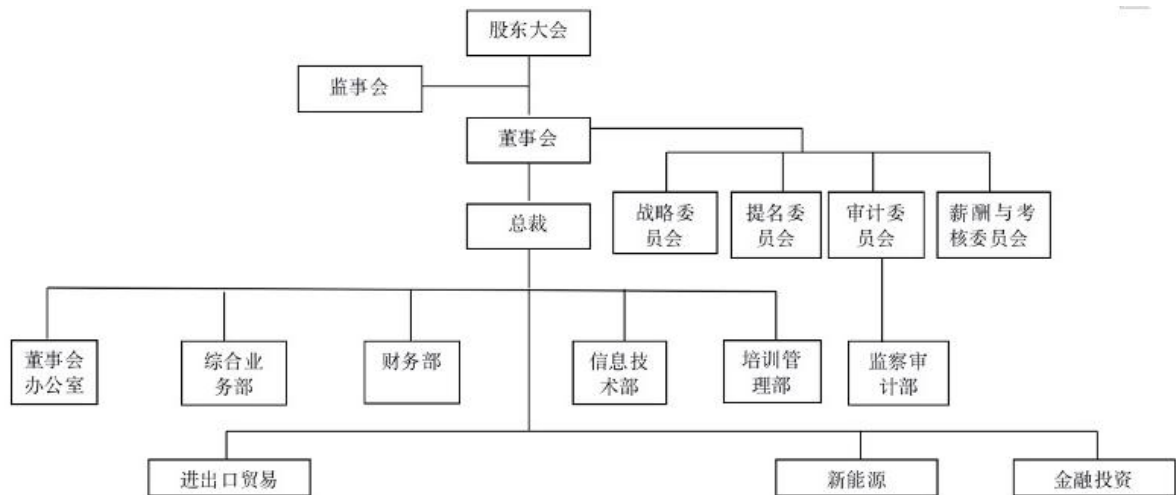 股东大会
监事会
董事会
战略委
员会
提名委
员会
审计委
员会
薪酬与考
核委员会
总裁
董事会
办公室
综合业
务部
财务部
信息技
术部
培训管
理部
监察审
计部
进出口贸易
新能源
金融投资